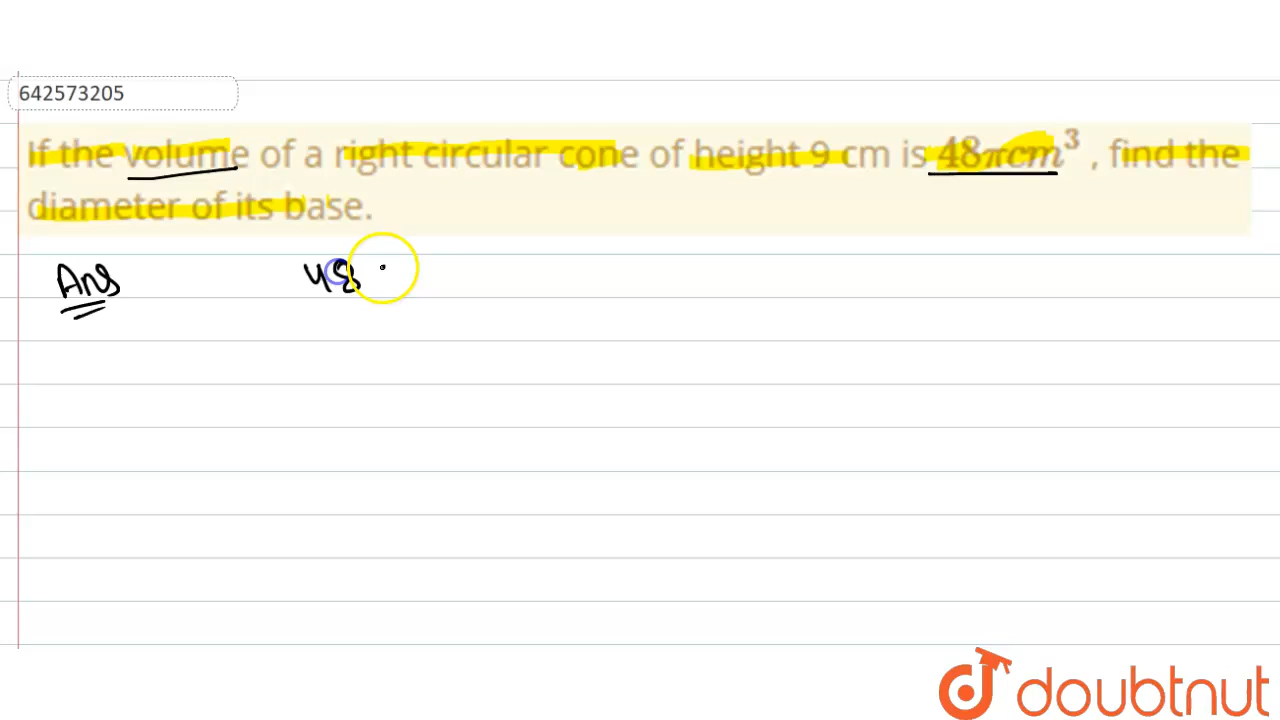 642573205
If the volume of a right circular cone of height 9 cm is 48πcm³ , find the
diameter of its base.
Ans 48
doubtnut